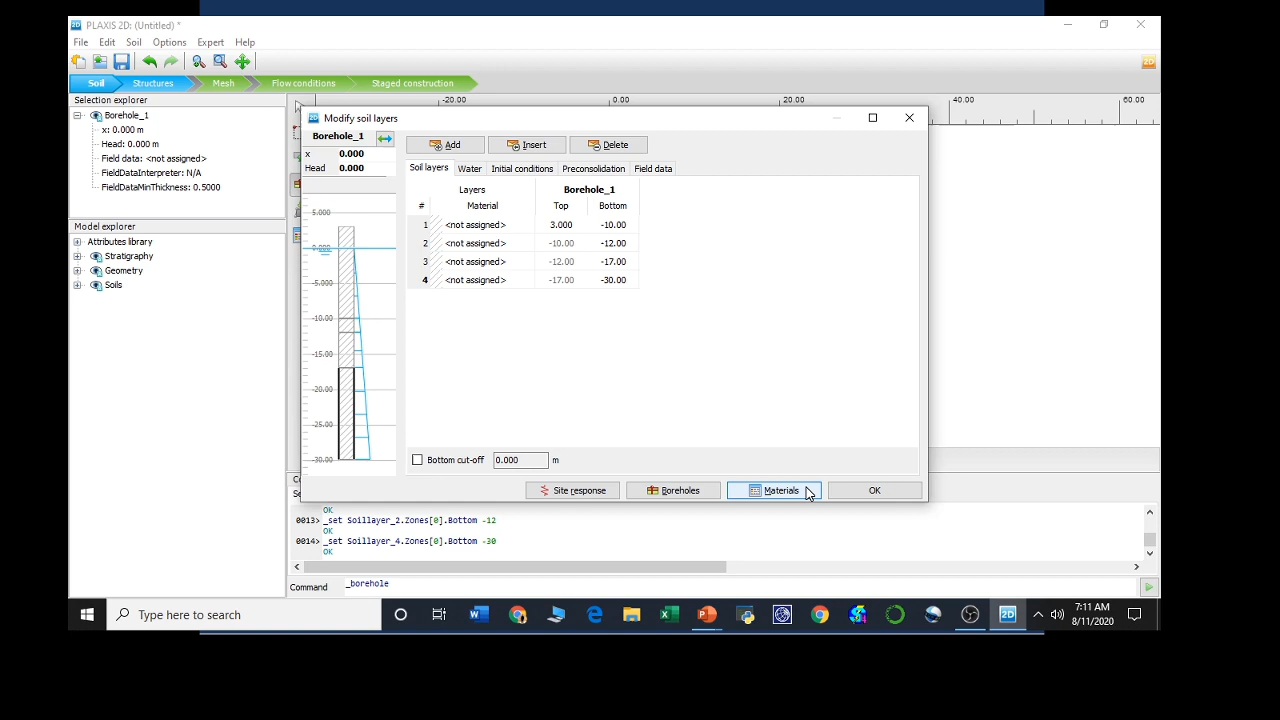 PLAXIS 2D: (Untitled) *
File Edit Soil Options Expert Help
Soil Structures Mesh Flow conditions Staged construction
Selection explorer
Borehole_1
x: 0.000 m
Head: 0.000 m
Field data: <not assigned>
FieldDataInterpreter: N/A
FieldDataMinThickness: 0.5000
Model explorer
Attributes library
Stratigraphy
Geometry
Soils
-20.00 0.00 20.00 40.00 60.00
Modify soil layers
Borehole_1
x 0.000
Head 0.000
Add Insert Delete
Soil layers Water Initial conditions Preconsolidation Field data
Layers Borehole_1
# Material Top Bottom
1 <not assigned> 3.000 -10.00
2 <not assigned> -10.00 -12.00
3 <not assigned> -12.00 -17.00
4 <not assigned> -17.00 -30.00
5.000
0.000
-5.000
-10.00
-15.00
-20.00
-25.00
-30.00
Bottom cut-off 0.000 m
Site response Boreholes Materials OK
OK
0013> _set Soillayer_2.Zones[0].Bottom -12
OK
0014> _set Soillayer_4.Zones[0].Bottom -30
OK
Command _borehole
Type here to search
7:11 AM
8/11/2020